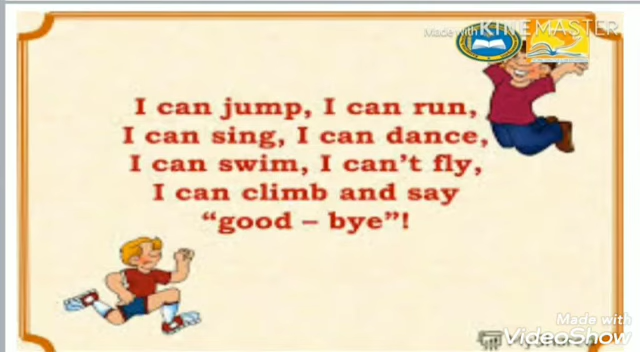 Made with KINEMASTER
I can jump, I can run,
I can sing, I can dance,
I can swim, I can't fly,
I can climb and say
“good – bye”!
Made with
VideoShow